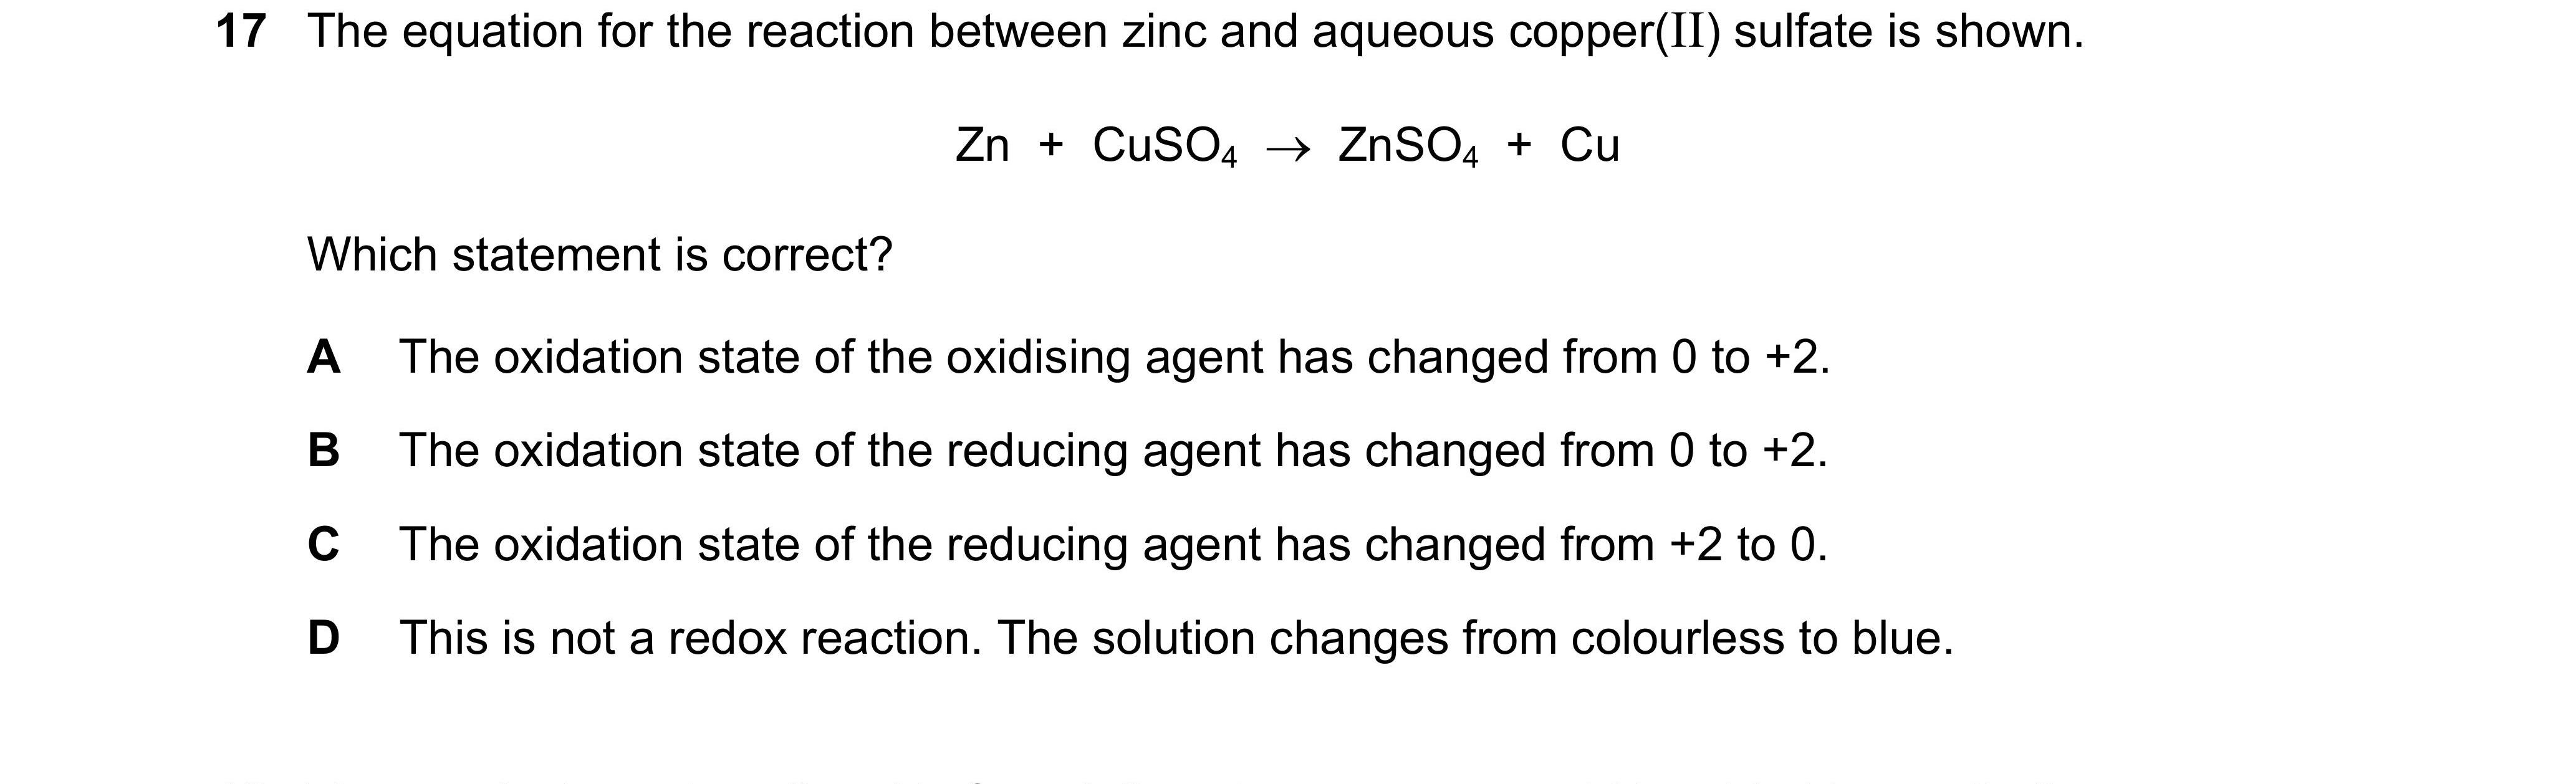 17 The equation for the reaction between zinc and aqueous copper(II) sulfate is shown.
Zn + CuSO₄ → ZnSO₄ + Cu
Which statement is correct?
A The oxidation state of the oxidising agent has changed from 0 to +2.
B The oxidation state of the reducing agent has changed from 0 to +2.
C The oxidation state of the reducing agent has changed from +2 to 0.
D This is not a redox reaction. The solution changes from colourless to blue.